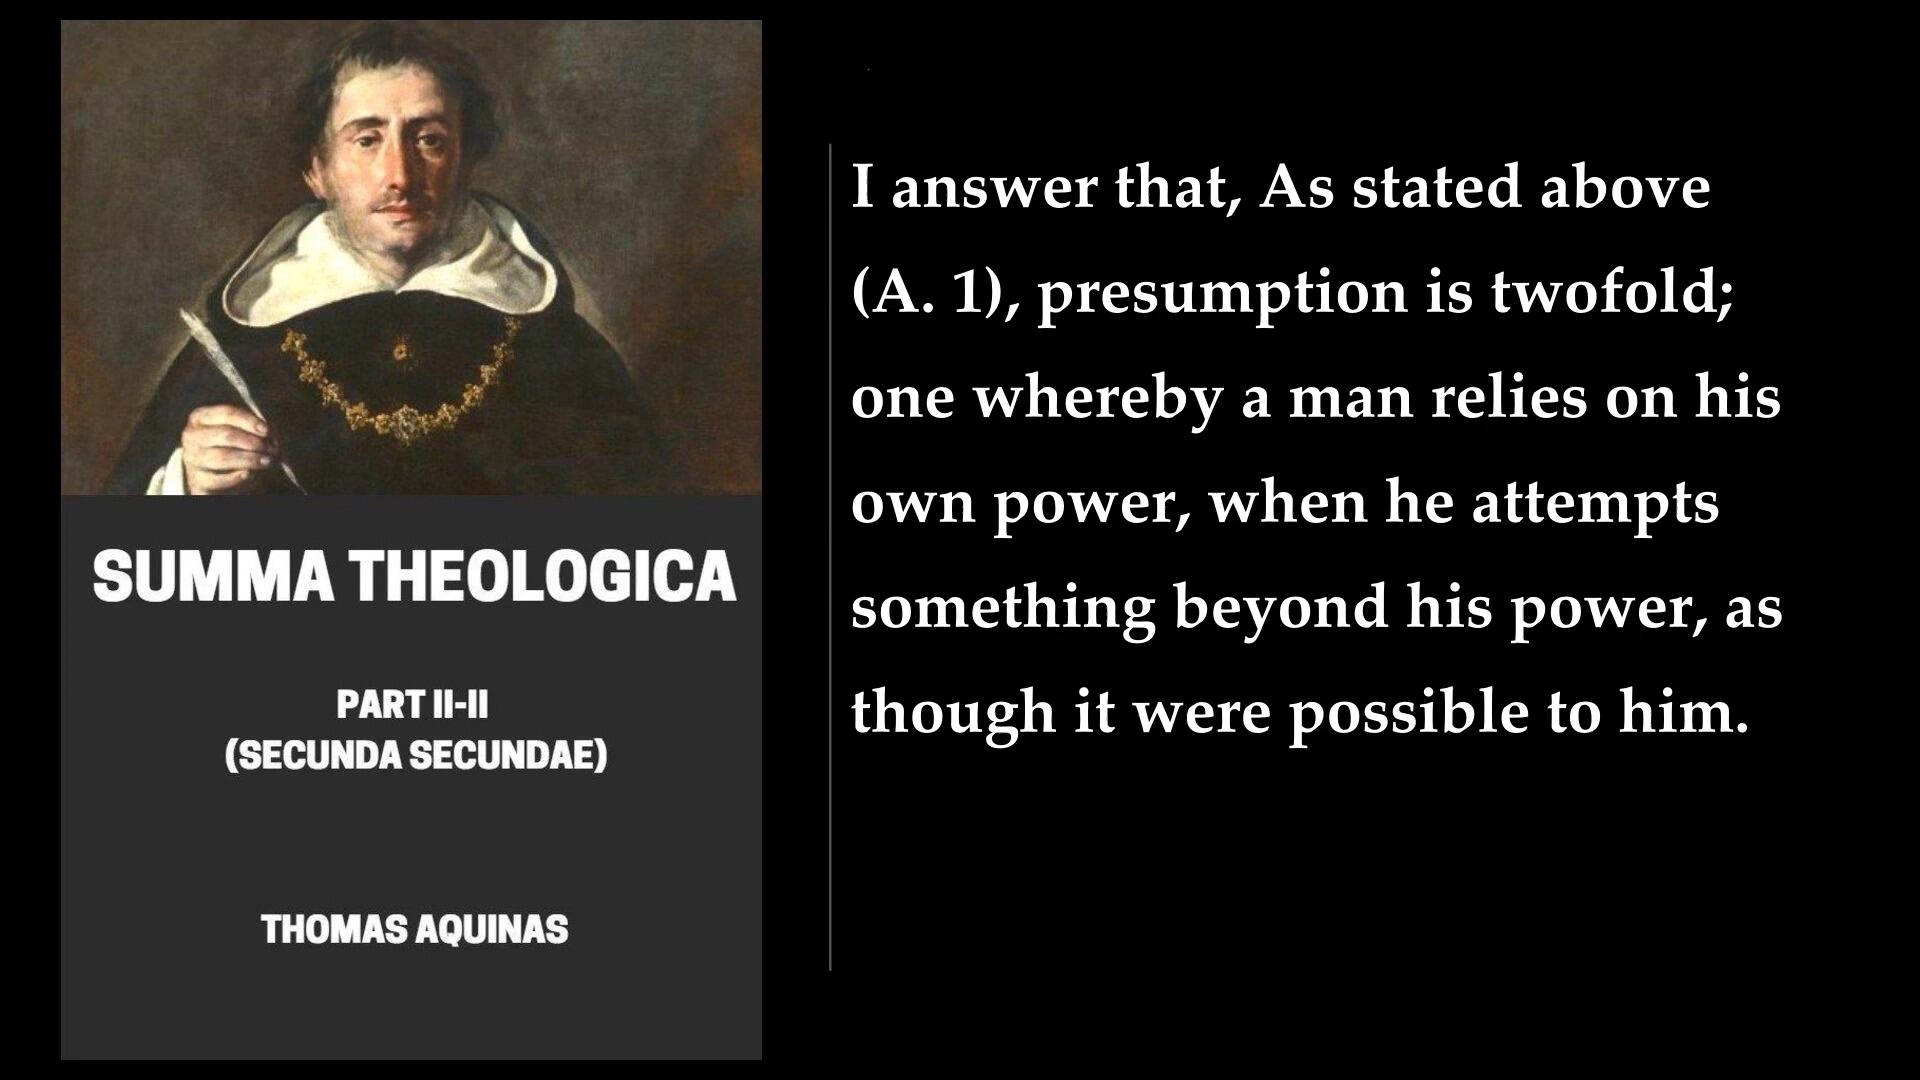 SUMMA THEOLOGICA
PART II-II
(SECUNDA SECUNDAE)
THOMAS AQUINAS
I answer that, As stated above
(A. 1), presumption is twofold;
one whereby a man relies on his
own power, when he attempts
something beyond his power, as
though it were possible to him.